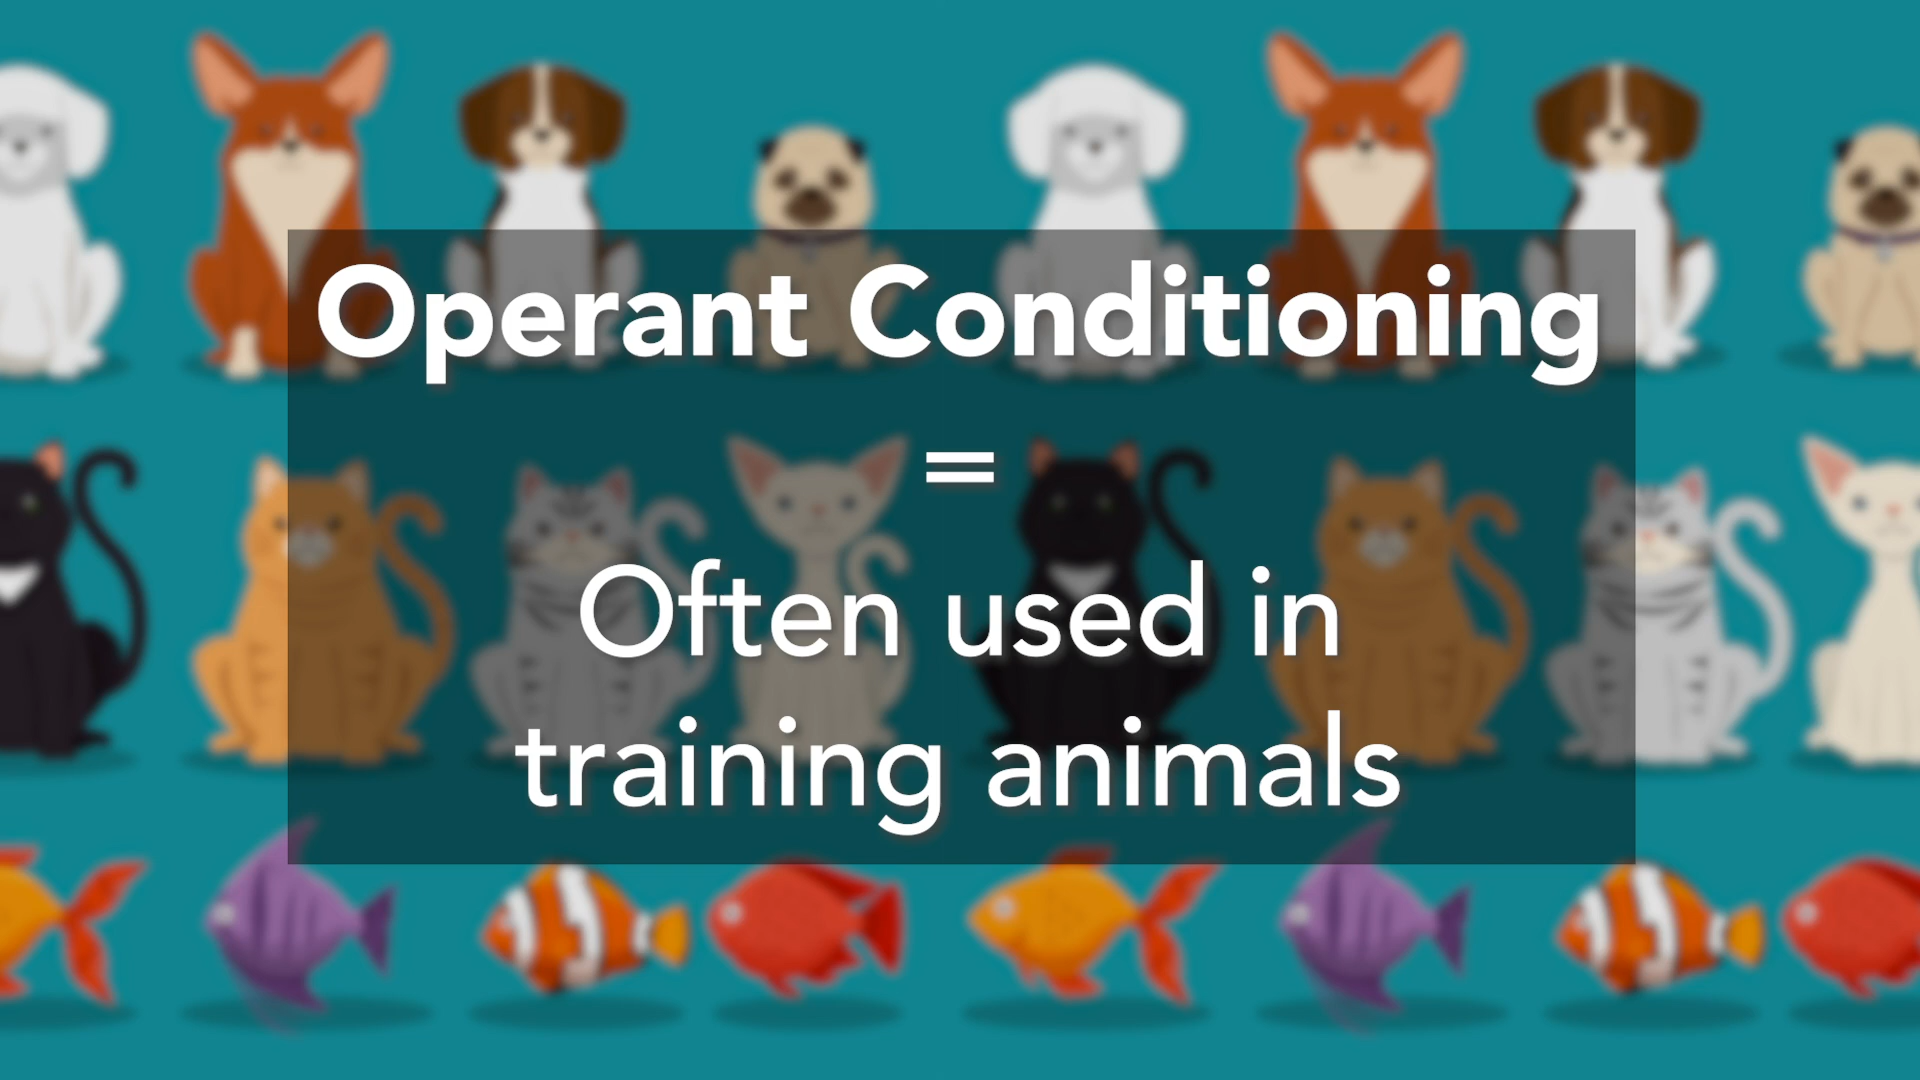 Operant Conditioning
=
Often used in
training animals